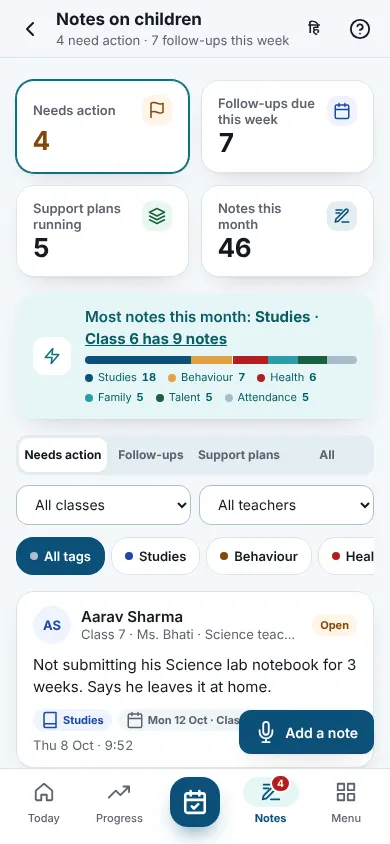 Notes on children
4 need action · 7 follow-ups this week
हि
?
Needs action
4
Follow-ups due
this week
7
Support plans
running
5
Notes this
month
46
Most notes this month: Studies ·
Class 6 has 9 notes
Studies 18 Behaviour 7 Health 6
Family 5 Talent 5 Attendance 5
Needs action Follow-ups Support plans All
All classes All teachers
All tags Studies Behaviour Heal
AS
Aarav Sharma
Class 7 · Ms. Bhati · Science teac...
Open
Not submitting his Science lab notebook for 3
weeks. Says he leaves it at home.
Studies Mon 12 Oct · Clas
Add a note
Thu 8 Oct · 9:52
4
Today Progress Notes Menu